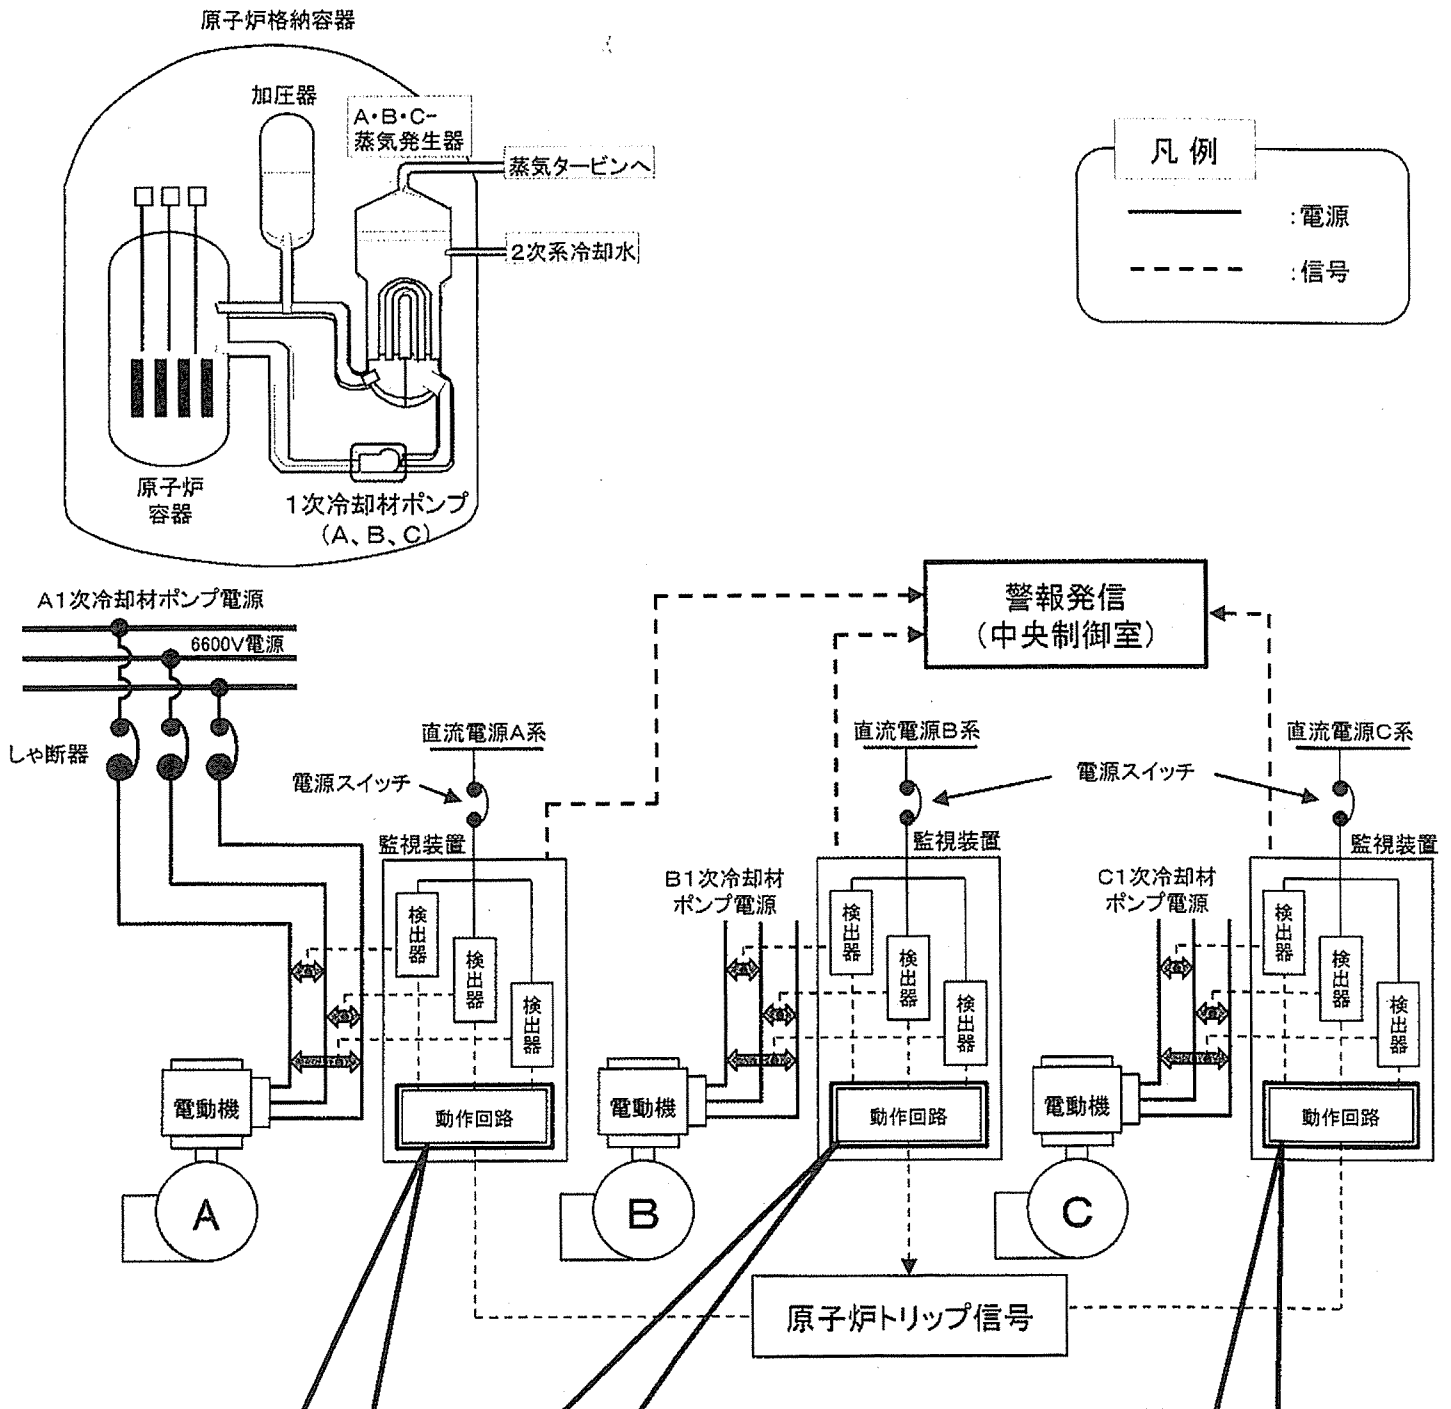 原子炉格納容器
加圧器
A・B・C-
蒸気発生器
蒸気タービンへ
2次系冷却水
原子炉
容器
1次冷却材ポンプ
(A、B、C)
凡 例
:電源
:信号
A1次冷却材ポンプ電源
6600V電源
しゃ断器
警報発信
(中央制御室)
直流電源A系
電源スイッチ
監視装置
検出器
検出器
検出器
動作回路
電動機
A
直流電源B系
電源スイッチ
監視装置
B1次冷却材
ポンプ電源
検出器
検出器
検出器
動作回路
電動機
B
直流電源C系
監視装置
C1次冷却材
ポンプ電源
検出器
検出器
検出器
動作回路
電動機
C
原子炉トリップ信号